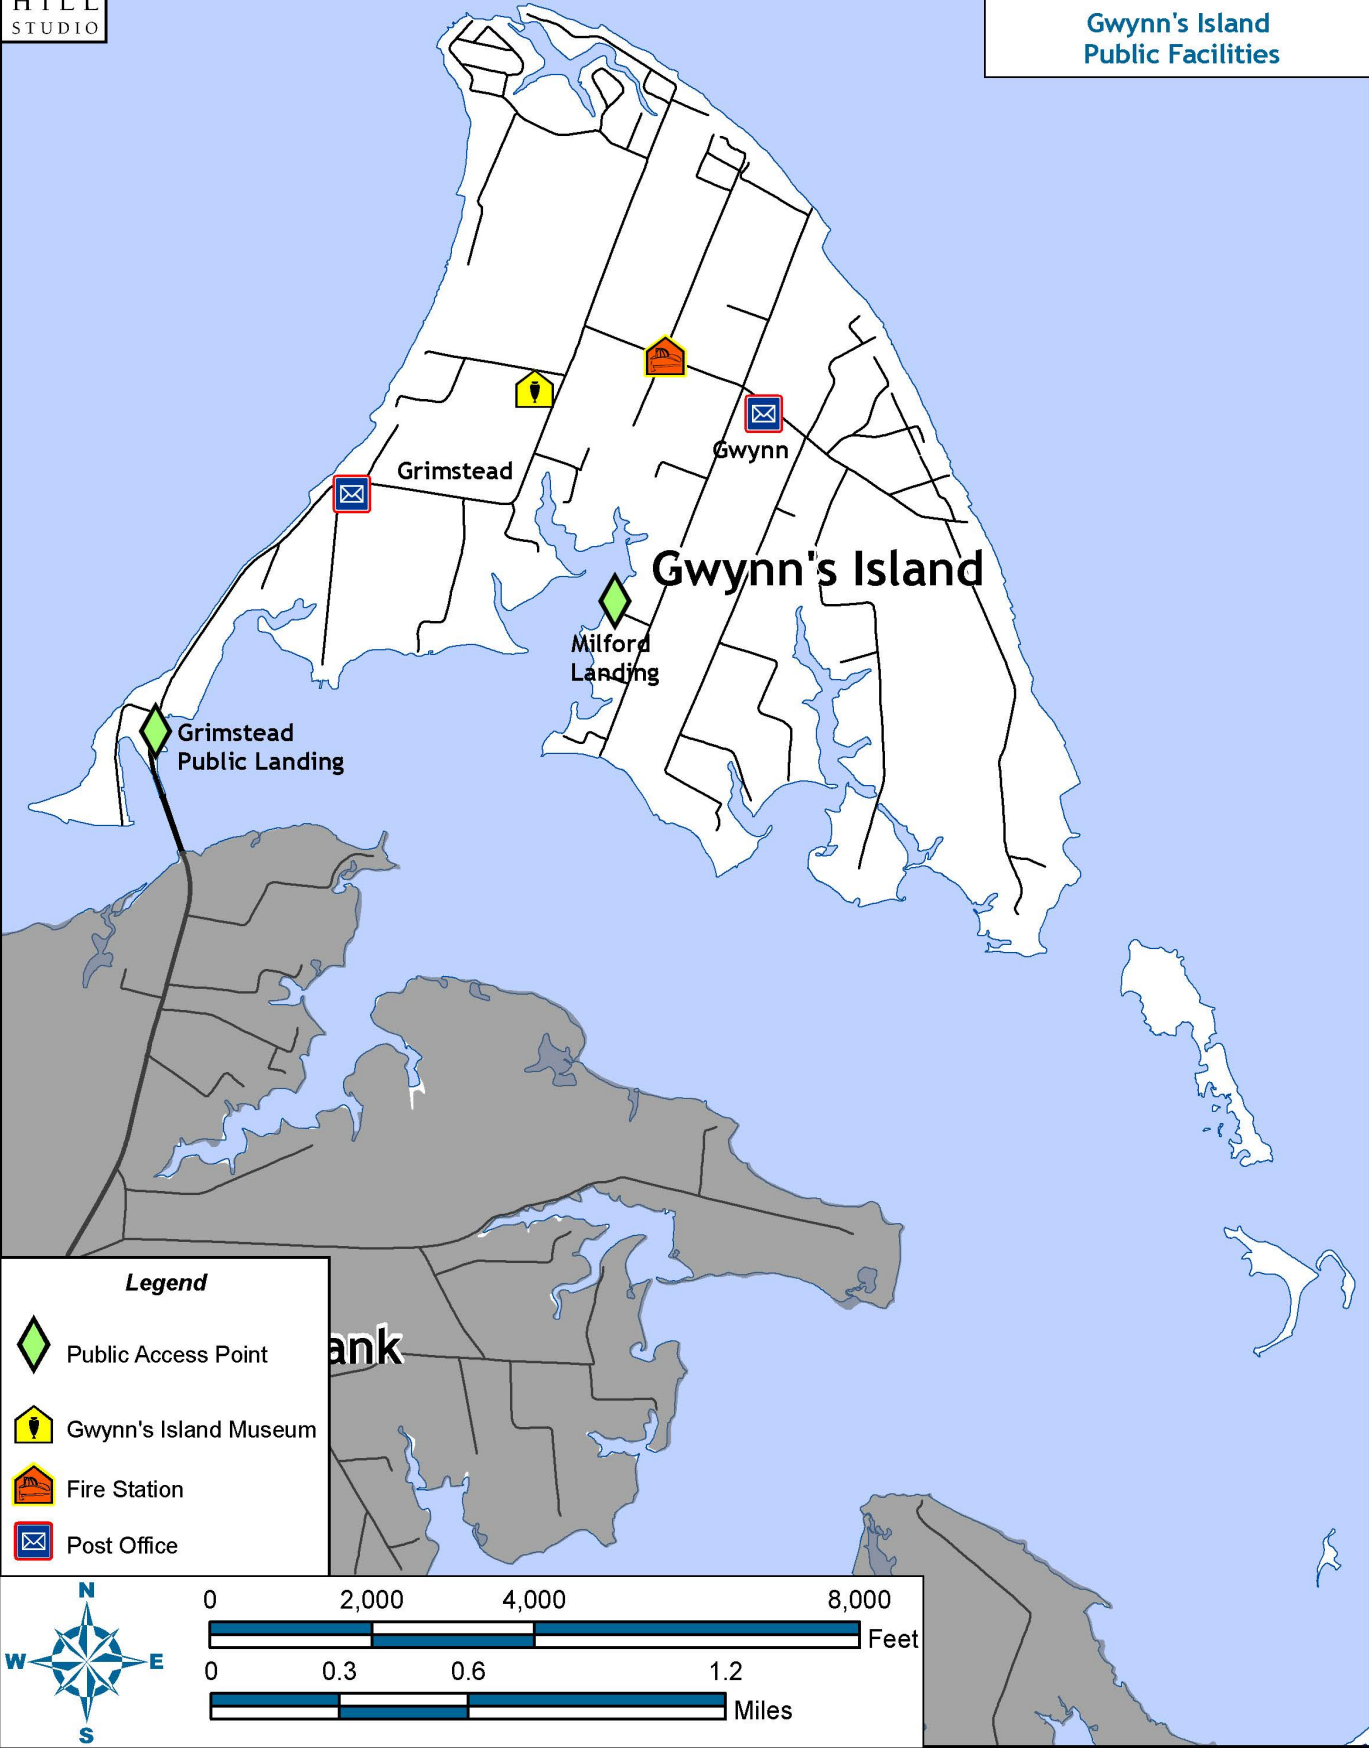 HILL
STUDIO
Gwynn's Island
Public Facilities
Grimstead
Gwynn
Gwynn's Island
Milford
Landing
Grimstead
Public Landing
ank
Legend
Public Access Point
Gwynn's Island Museum
Fire Station
Post Office
N
W E
S
0 2,000 4,000 8,000
Feet
0 0.3 0.6 1.2
Miles